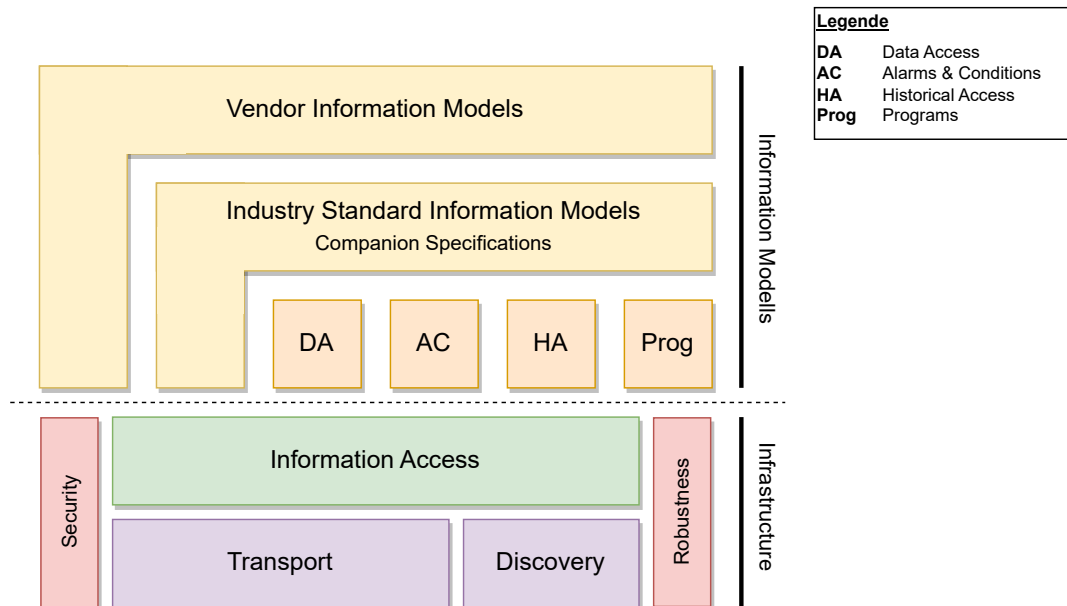 Legende
DA Data Access
AC Alarms & Conditions
HA Historical Access
Prog Programs
Vendor Information Models
Industry Standard Information Models
Companion Specifications
DA AC HA Prog
Information Modells
Security
Information Access
Robustness
Infrastructure
Transport Discovery